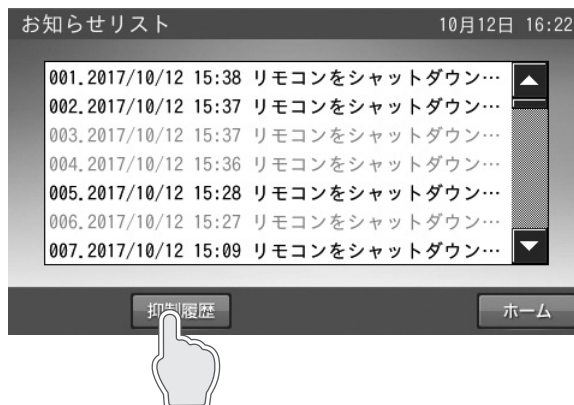 お知らせリスト 10月12日 16:22
001.2017/10/12 15:38 リモコンをシャットダウン…
002.2017/10/12 15:37 リモコンをシャットダウン…
003.2017/10/12 15:37 リモコンをシャットダウン…
004.2017/10/12 15:36 リモコンをシャットダウン…
005.2017/10/12 15:28 リモコンをシャットダウン…
006.2017/10/12 15:27 リモコンをシャットダウン…
007.2017/10/12 15:09 リモコンをシャットダウン…
抑制履歴 ホーム